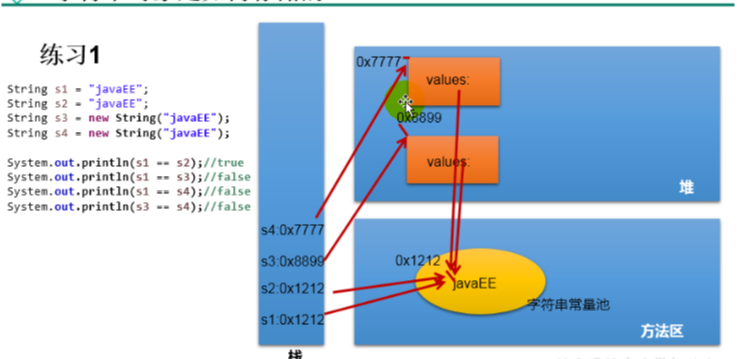 练习1
String s1 = "javaEE";
String s2 = "javaEE";
String s3 = new String("javaEE");
String s4 = new String("javaEE");
System.out.println(s1 == s2);//true
System.out.println(s1 == s3);//false
System.out.println(s1 == s4);//false
System.out.println(s3 == s4);//false
s4:0x7777
s3:0x8899
s2:0x1212
s1:0x1212
栈
0x7777
values:
0x8899
values:
堆
0x1212
javaEE
字符串常量池
方法区